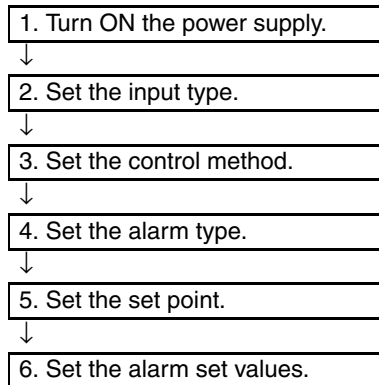 1. Turn ON the power supply.
↓
2. Set the input type.
↓
3. Set the control method.
↓
4. Set the alarm type.
↓
5. Set the set point.
↓
6. Set the alarm set values.